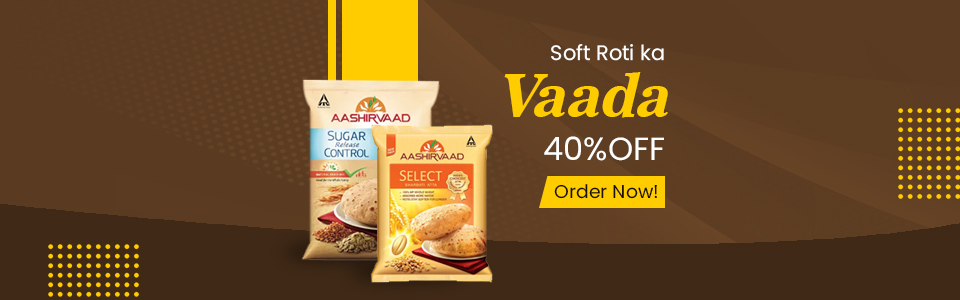 Soft Roti ka
Vaada
40%OFF
Order Now!
AASHIRVAAD
SUGAR
Release
CONTROL
AASHIRVAAD
SELECT